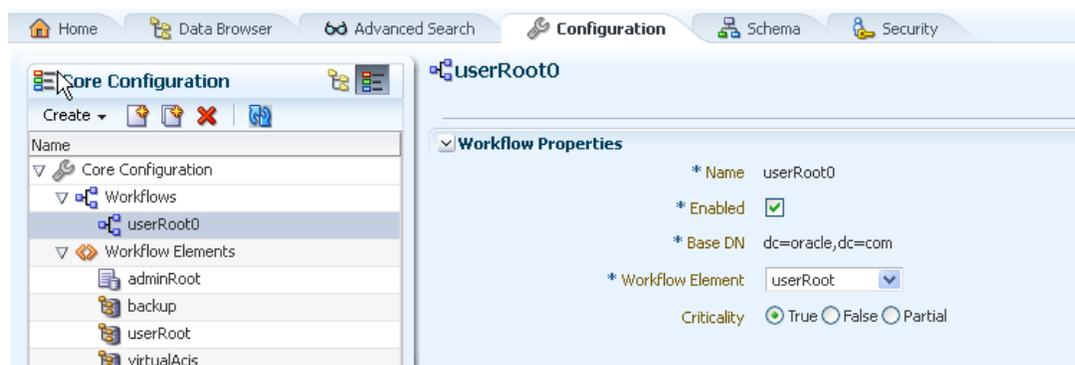 Home Data Browser Advanced Search Configuration Schema Security
Core Configuration
Create
Name
Core Configuration
Workflows
userRoot0
Workflow Elements
adminRoot
backup
userRoot
virtualAcis
userRoot0
Workflow Properties
* Name userRoot0
* Enabled
* Base DN dc=oracle,dc=com
* Workflow Element userRoot
Criticality True False Partial